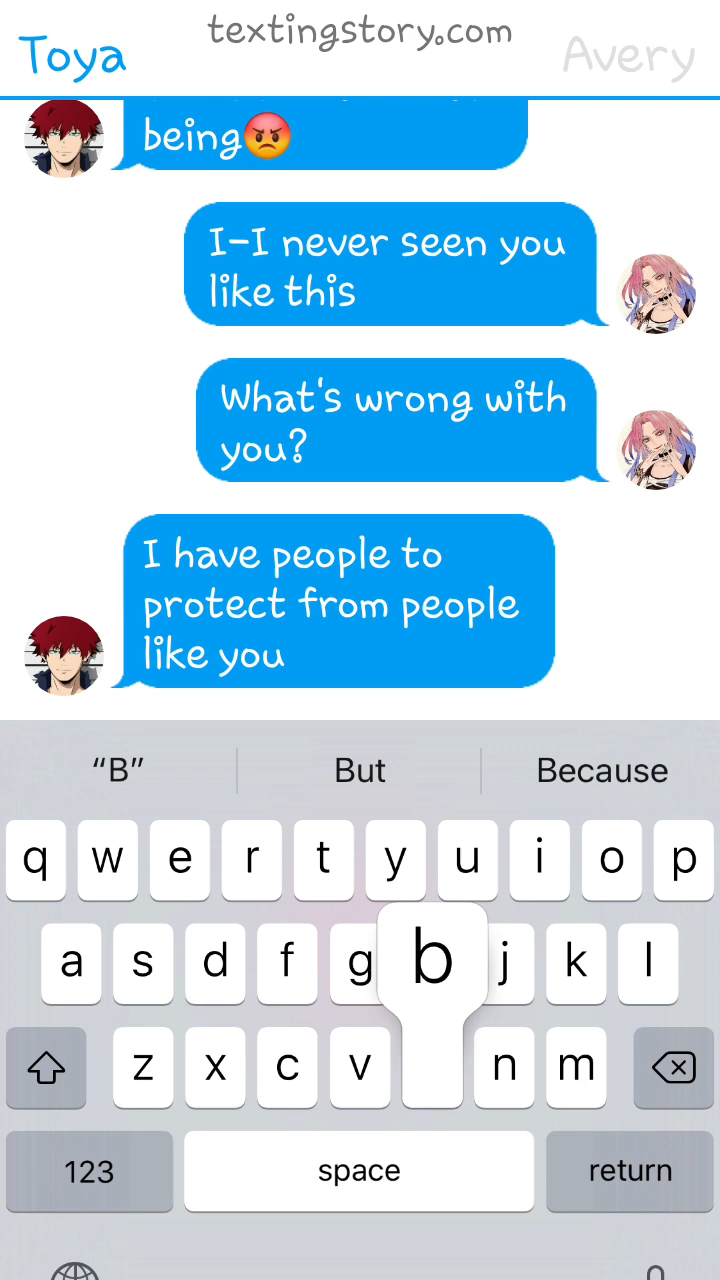 textingstory.com
Toya
Avery
being😡
I-I never seen you
like this
What's wrong with
you?
I have people to
protect from people
like you
“B”
But
Because
q w e r t y u i o p
a s d f g b j k l
z x c v n m
123
space
return